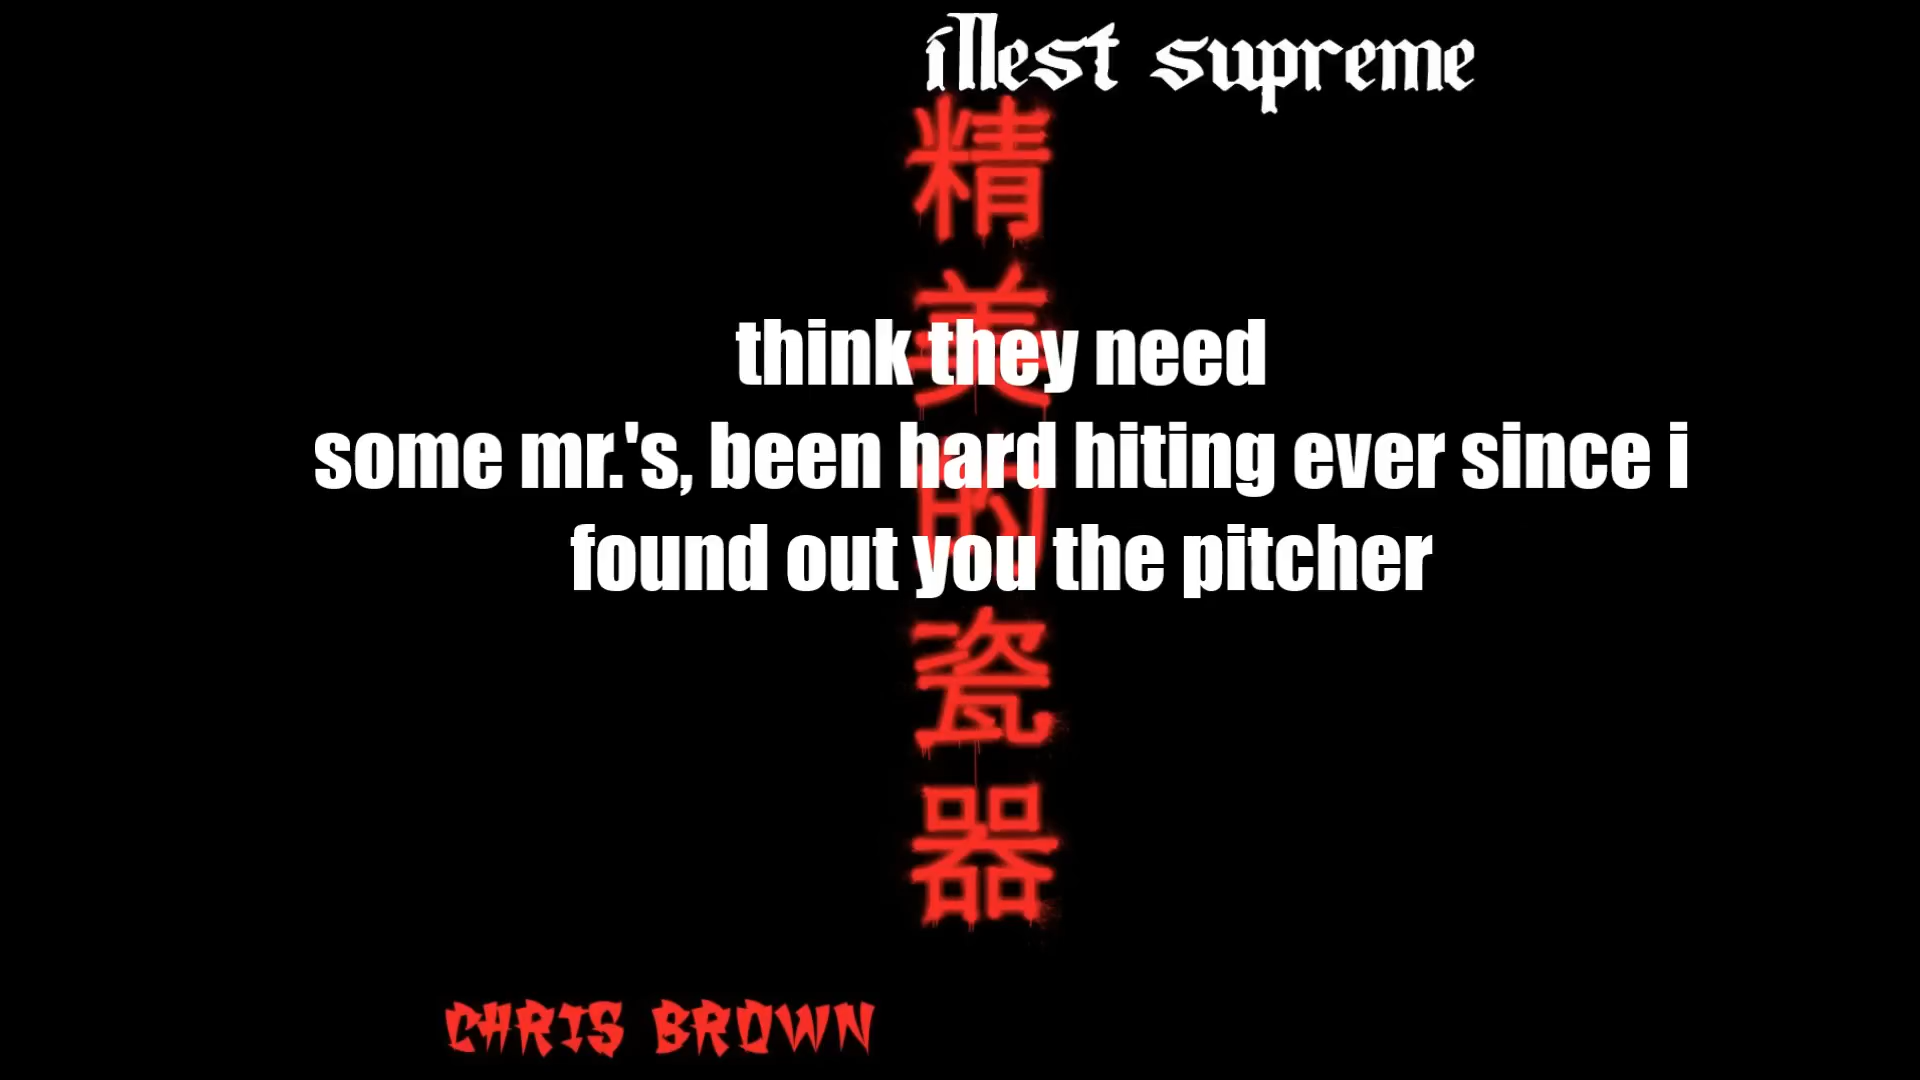 illest supreme
精
美
的
瓷
器
think they need
some mr.'s, been hard hiting ever since i
found out you the pitcher
CHRIS BROWN